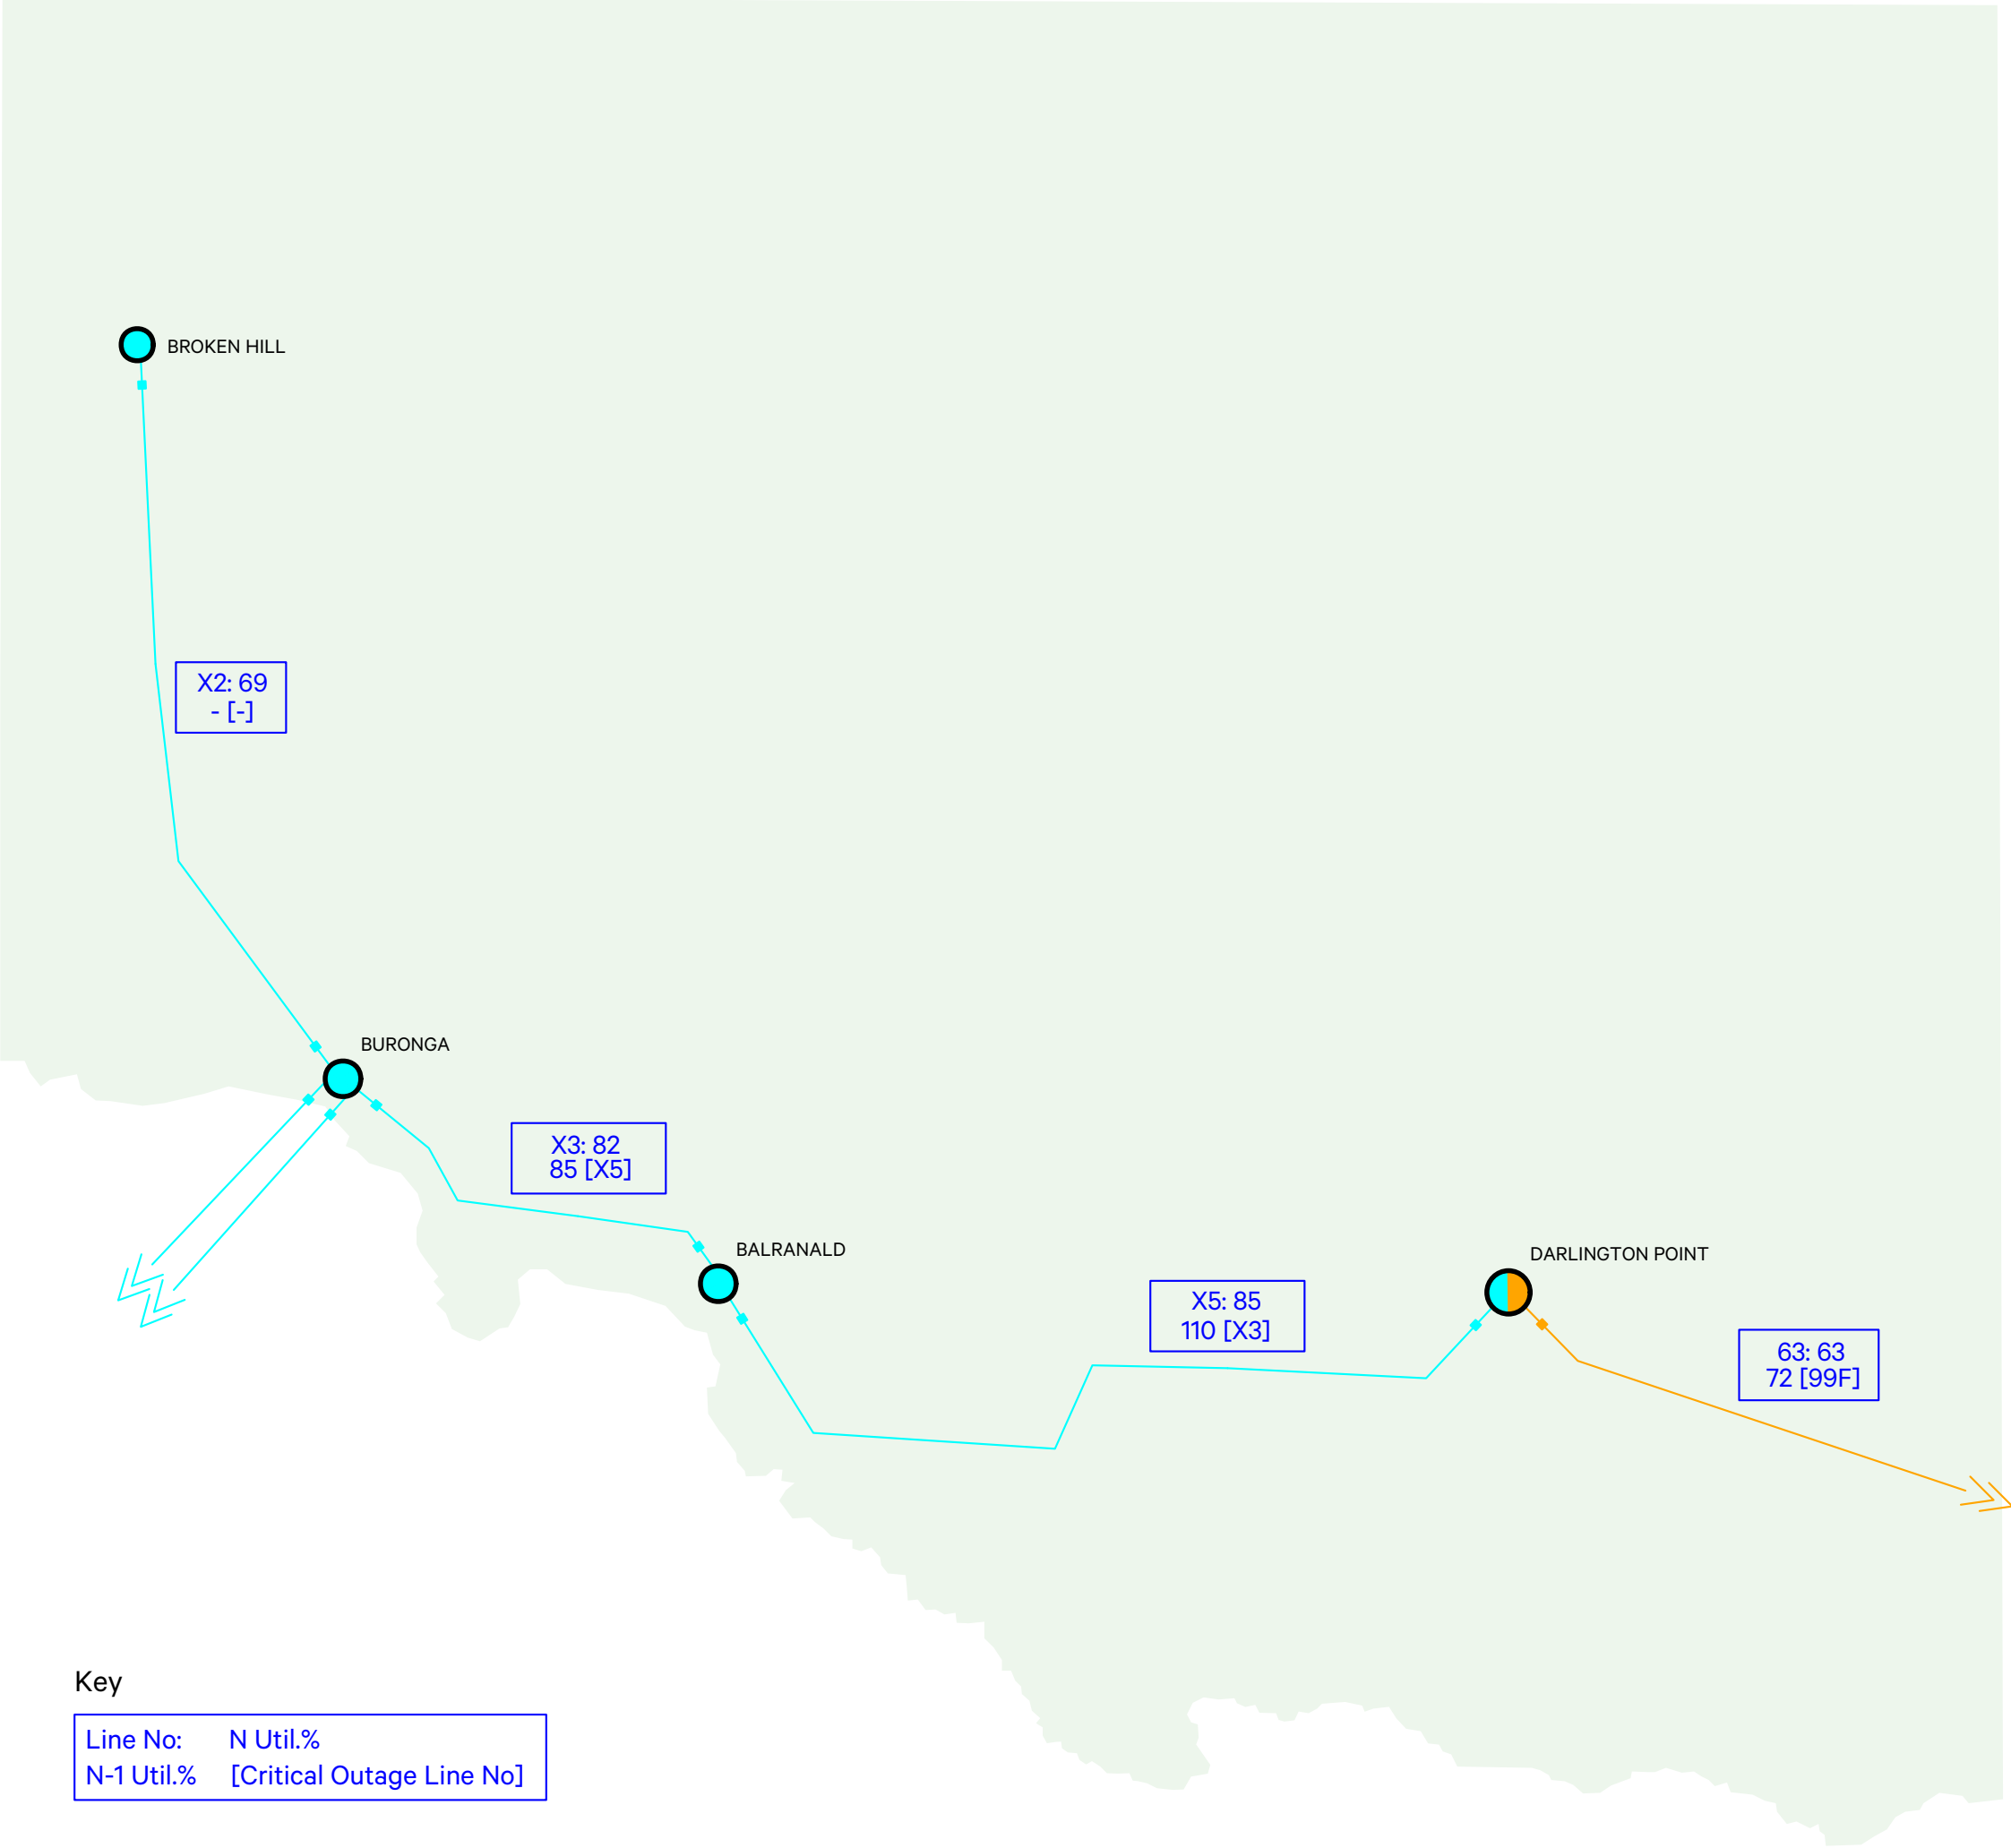 BROKEN HILL
X2: 69
- [-]
BURONGA
X3: 82
85 [X5]
BALRANALD
DARLINGTON POINT
X5: 85
110 [X3]
63: 63
72 [99F]
Key
Line No: N Util.%
N-1 Util.% [Critical Outage Line No]